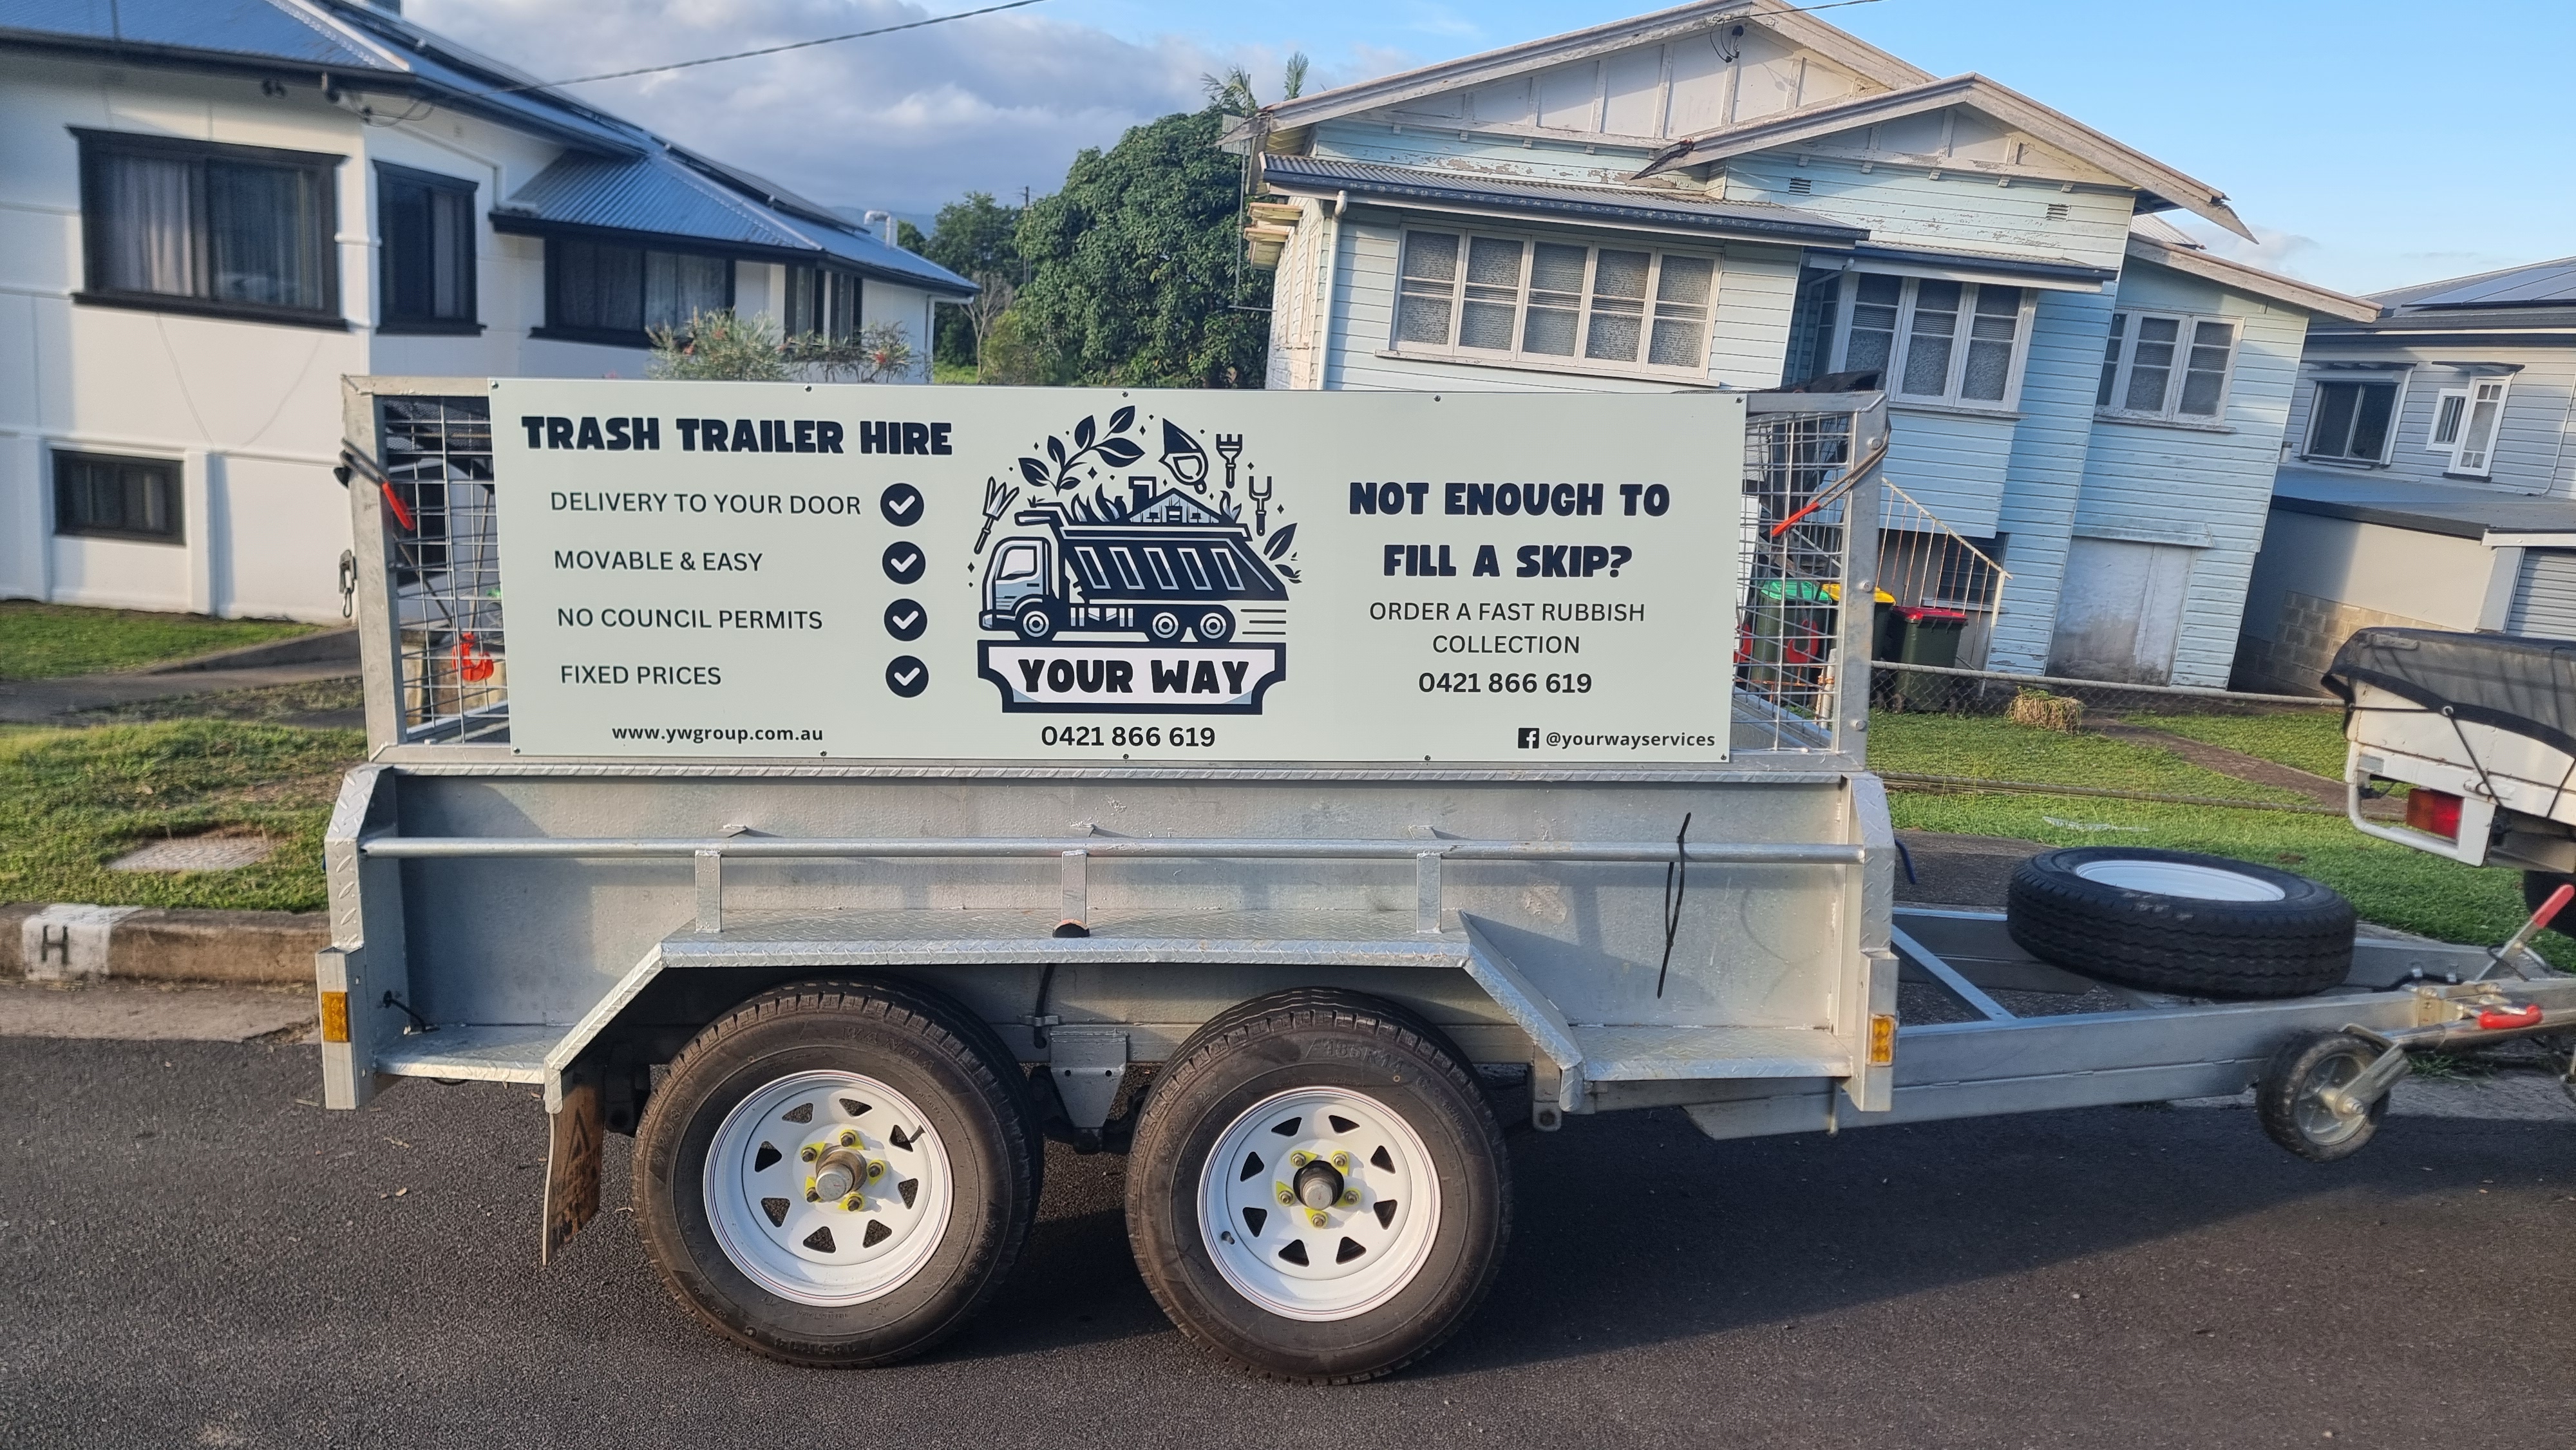 TRASH TRAILER HIRE
DELIVERY TO YOUR DOOR
MOVABLE & EASY
NO COUNCIL PERMITS
FIXED PRICES
www.ywgroup.com.au
YOUR WAY
0421 866 619
NOT ENOUGH TO
FILL A SKIP?
ORDER A FAST RUBBISH
COLLECTION
0421 866 619
@yourwayservices
H